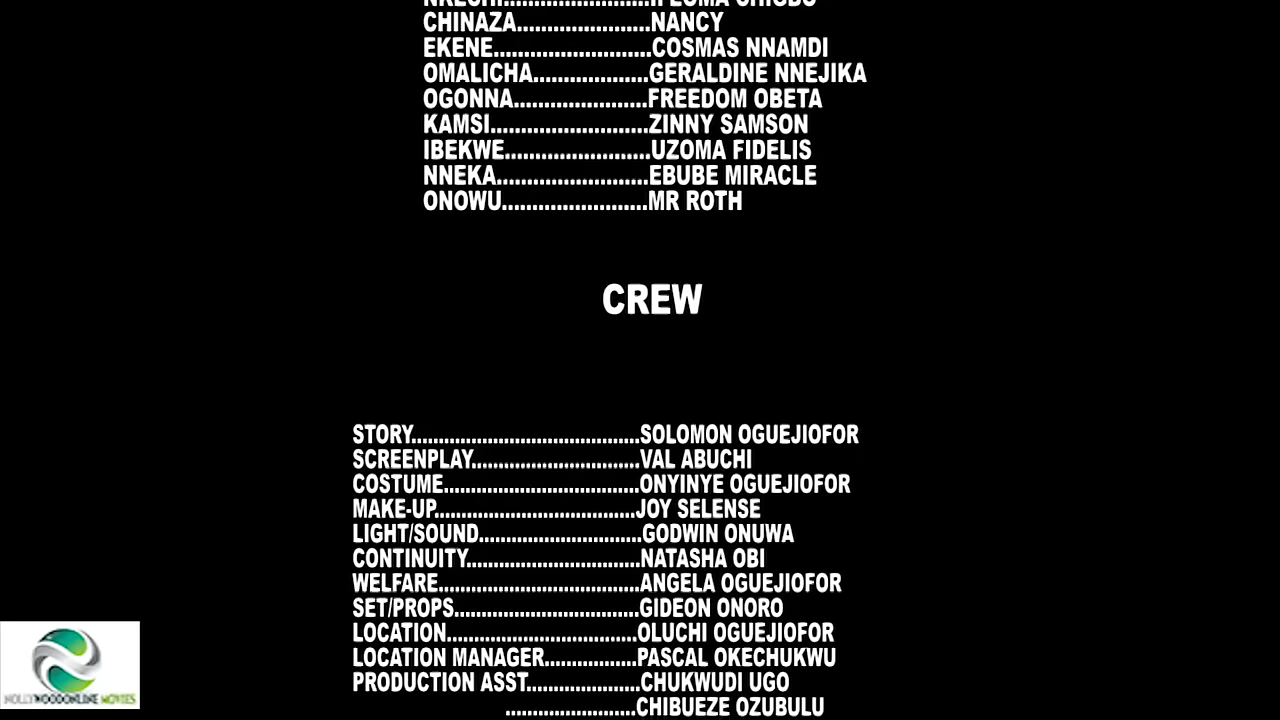 CHINAZA......................NANCY
EKENE..........................COSMAS NNAMDI
OMALICHA...................GERALDINE NNEJIKA
OGONNA......................FREEDOM OBETA
KAMSI..........................ZINNY SAMSON
IBEKWE........................UZOMA FIDELIS
NNEKA.........................EBUBE MIRACLE
ONOWU........................MR ROTH
CREW
STORY..........................................SOLOMON OGUEJIOFOR
SCREENPLAY...............................VAL ABUCHI
COSTUME....................................ONYINYE OGUEJIOFOR
MAKE-UP.....................................JOY SELENSE
LIGHT/SOUND..............................GODWIN ONUWA
CONTINUITY................................NATASHA OBI
WELFARE.....................................ANGELA OGUEJIOFOR
SET/PROPS..................................GIDEON ONORO
LOCATION...................................OLUCHI OGUEJIOFOR
LOCATION MANAGER.................PASCAL OKECHUKWU
PRODUCTION ASST.....................CHUKWUDI UGO
........................CHIBUEZE OZUBULU
NOLLYWOODONLINE MOVIES